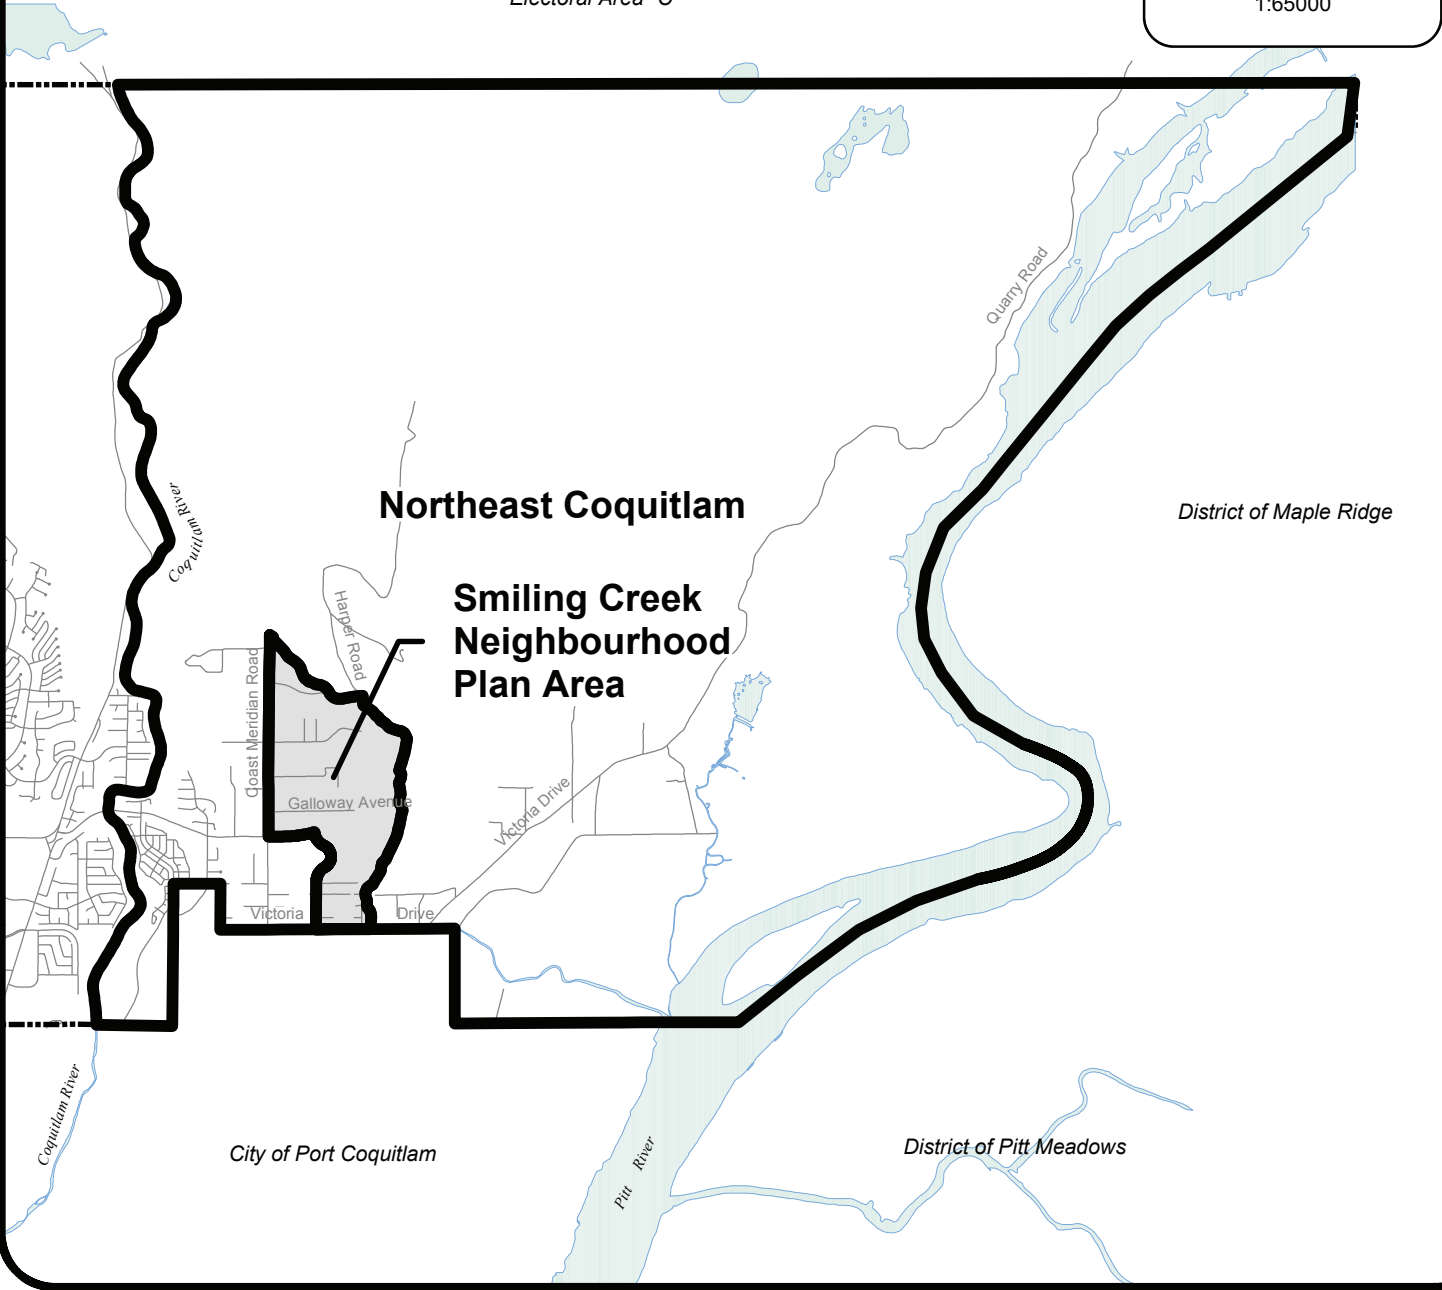 Electoral Area "C"
1:65000
Quarry Road
Northeast Coquitlam
District of Maple Ridge
Coquitlam River
Smiling Creek
Neighbourhood
Plan Area
Harper Road
Coast Meridian Road
Galloway Avenue
Victoria Drive
Victoria Drive
Coquitlam River
City of Port Coquitlam
Pitt River
District of Pitt Meadows